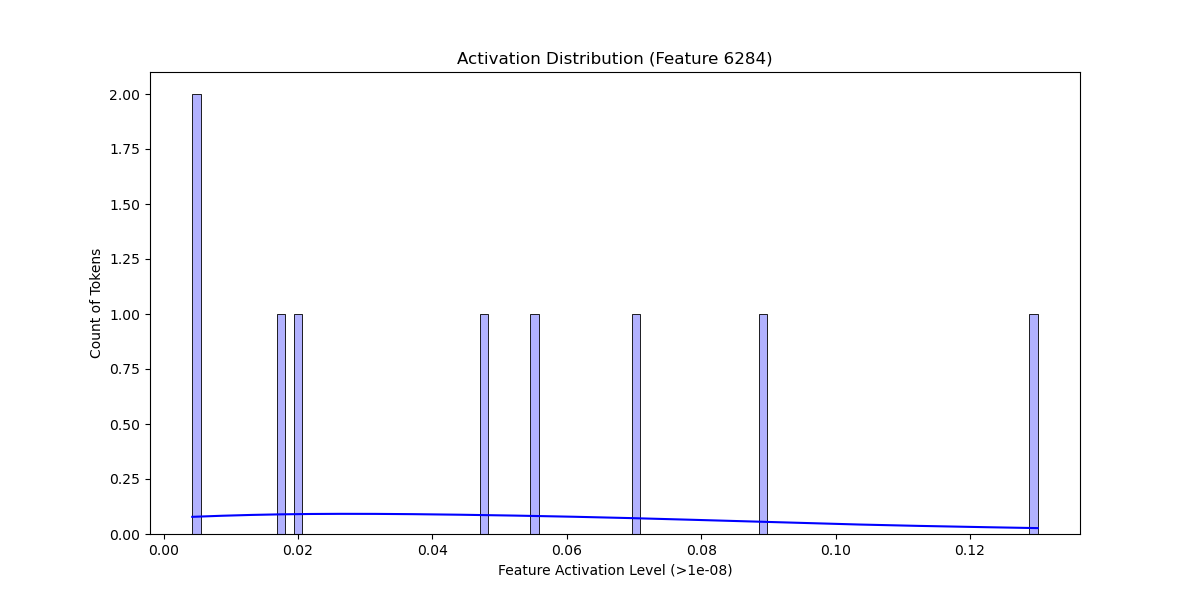 Activation Distribution (Feature 6284)
Count of Tokens
2.00
1.75
1.50
1.25
1.00
0.75
0.50
0.25
0.00
0.00 0.02 0.04 0.06 0.08 0.10 0.12
Feature Activation Level (>1e-08)